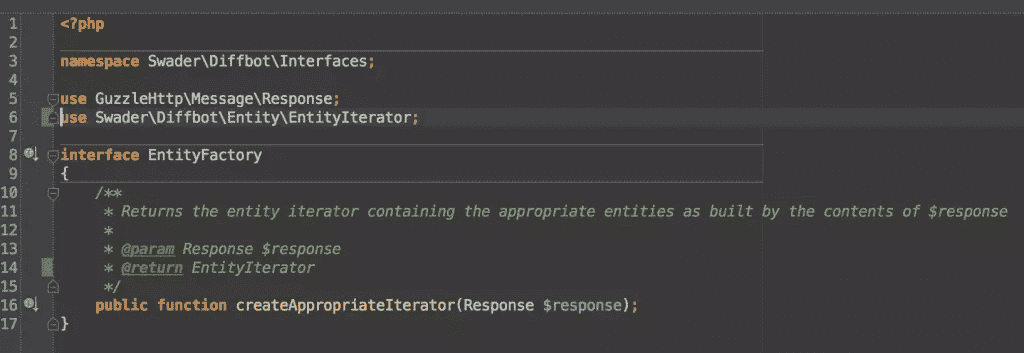 1 <?php
2
3 namespace Swader\Diffbot\Interfaces;
4
5 use GuzzleHttp\Message\Response;
6 use Swader\Diffbot\Entity\EntityIterator;
7
8 interface EntityFactory
9 {
10 /**
11 * Returns the entity iterator containing the appropriate entities as built by the contents of $response
12 *
13 * @param Response $response
14 * @return EntityIterator
15 */
16 public function createAppropriateIterator(Response $response);
17 }